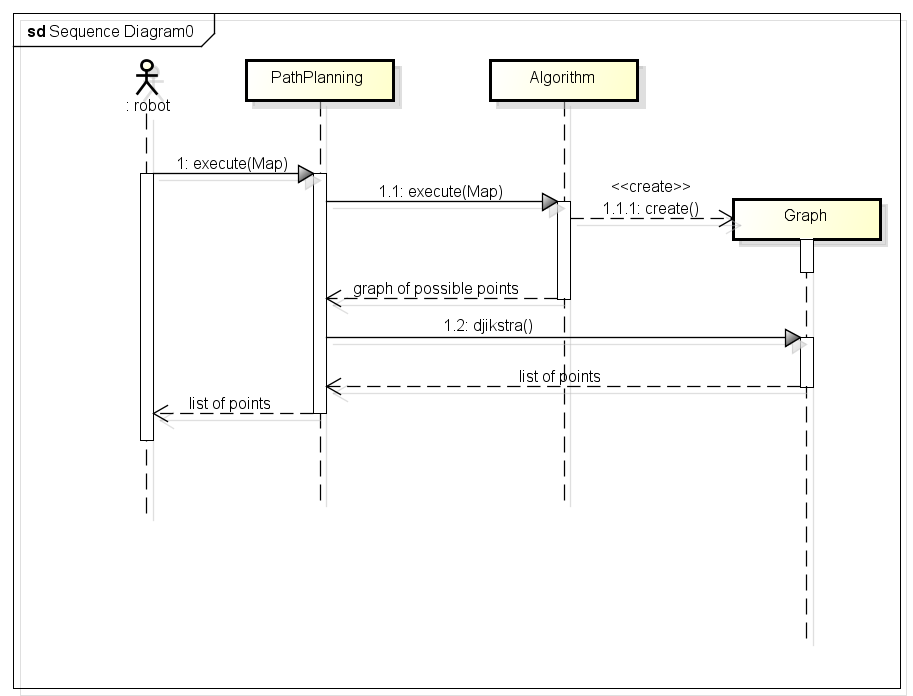 sd Sequence Diagram0
: robot
PathPlanning
Algorithm
1: execute(Map)
1.1: execute(Map)
<<create>>
1.1.1: create()
Graph
graph of possible points
1.2: djikstra()
list of points
list of points